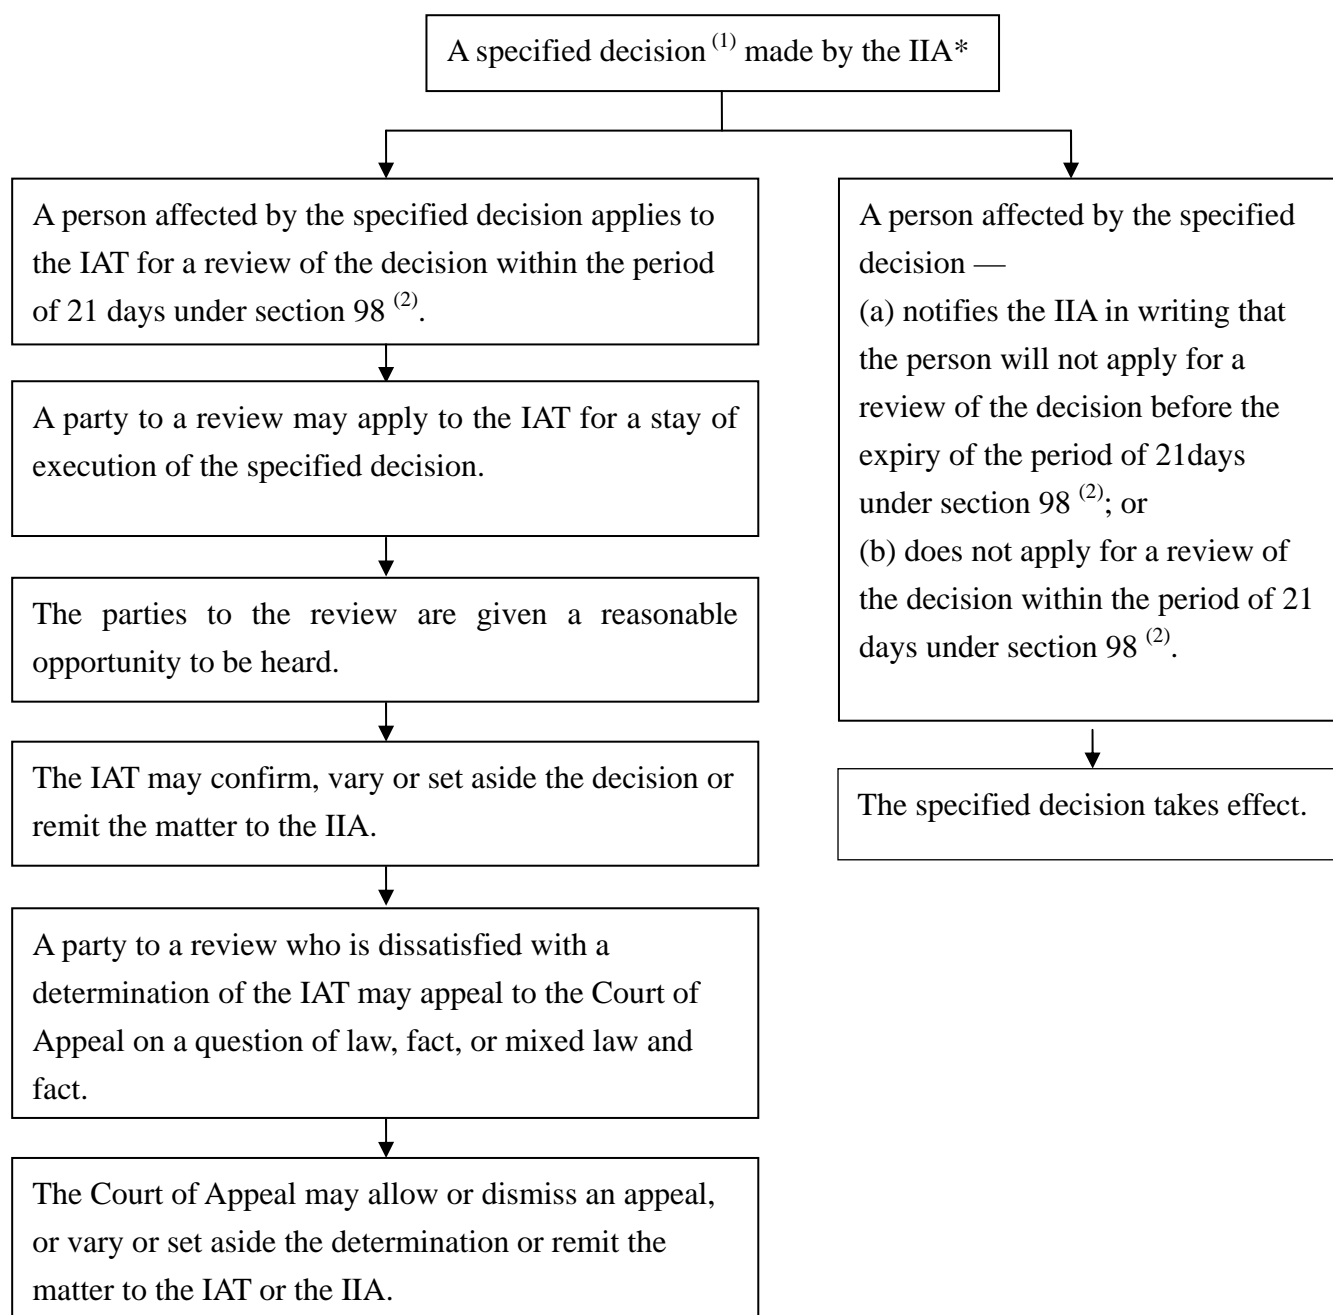 A specified decision (1) made by the IIA*
A person affected by the specified decision applies to
the IAT for a review of the decision within the period
of 21 days under section 98 (2).
A party to a review may apply to the IAT for a stay of
execution of the specified decision.
The parties to the review are given a reasonable
opportunity to be heard.
The IAT may confirm, vary or set aside the decision or
remit the matter to the IIA.
A party to a review who is dissatisfied with a
determination of the IAT may appeal to the Court of
Appeal on a question of law, fact, or mixed law and
fact.
The Court of Appeal may allow or dismiss an appeal,
or vary or set aside the determination or remit the
matter to the IAT or the IIA.
A person affected by the specified
decision —
(a) notifies the IIA in writing that
the person will not apply for a
review of the decision before the
expiry of the period of 21days
under section 98 (2); or
(b) does not apply for a review of
the decision within the period of 21
days under section 98 (2).
The specified decision takes effect.